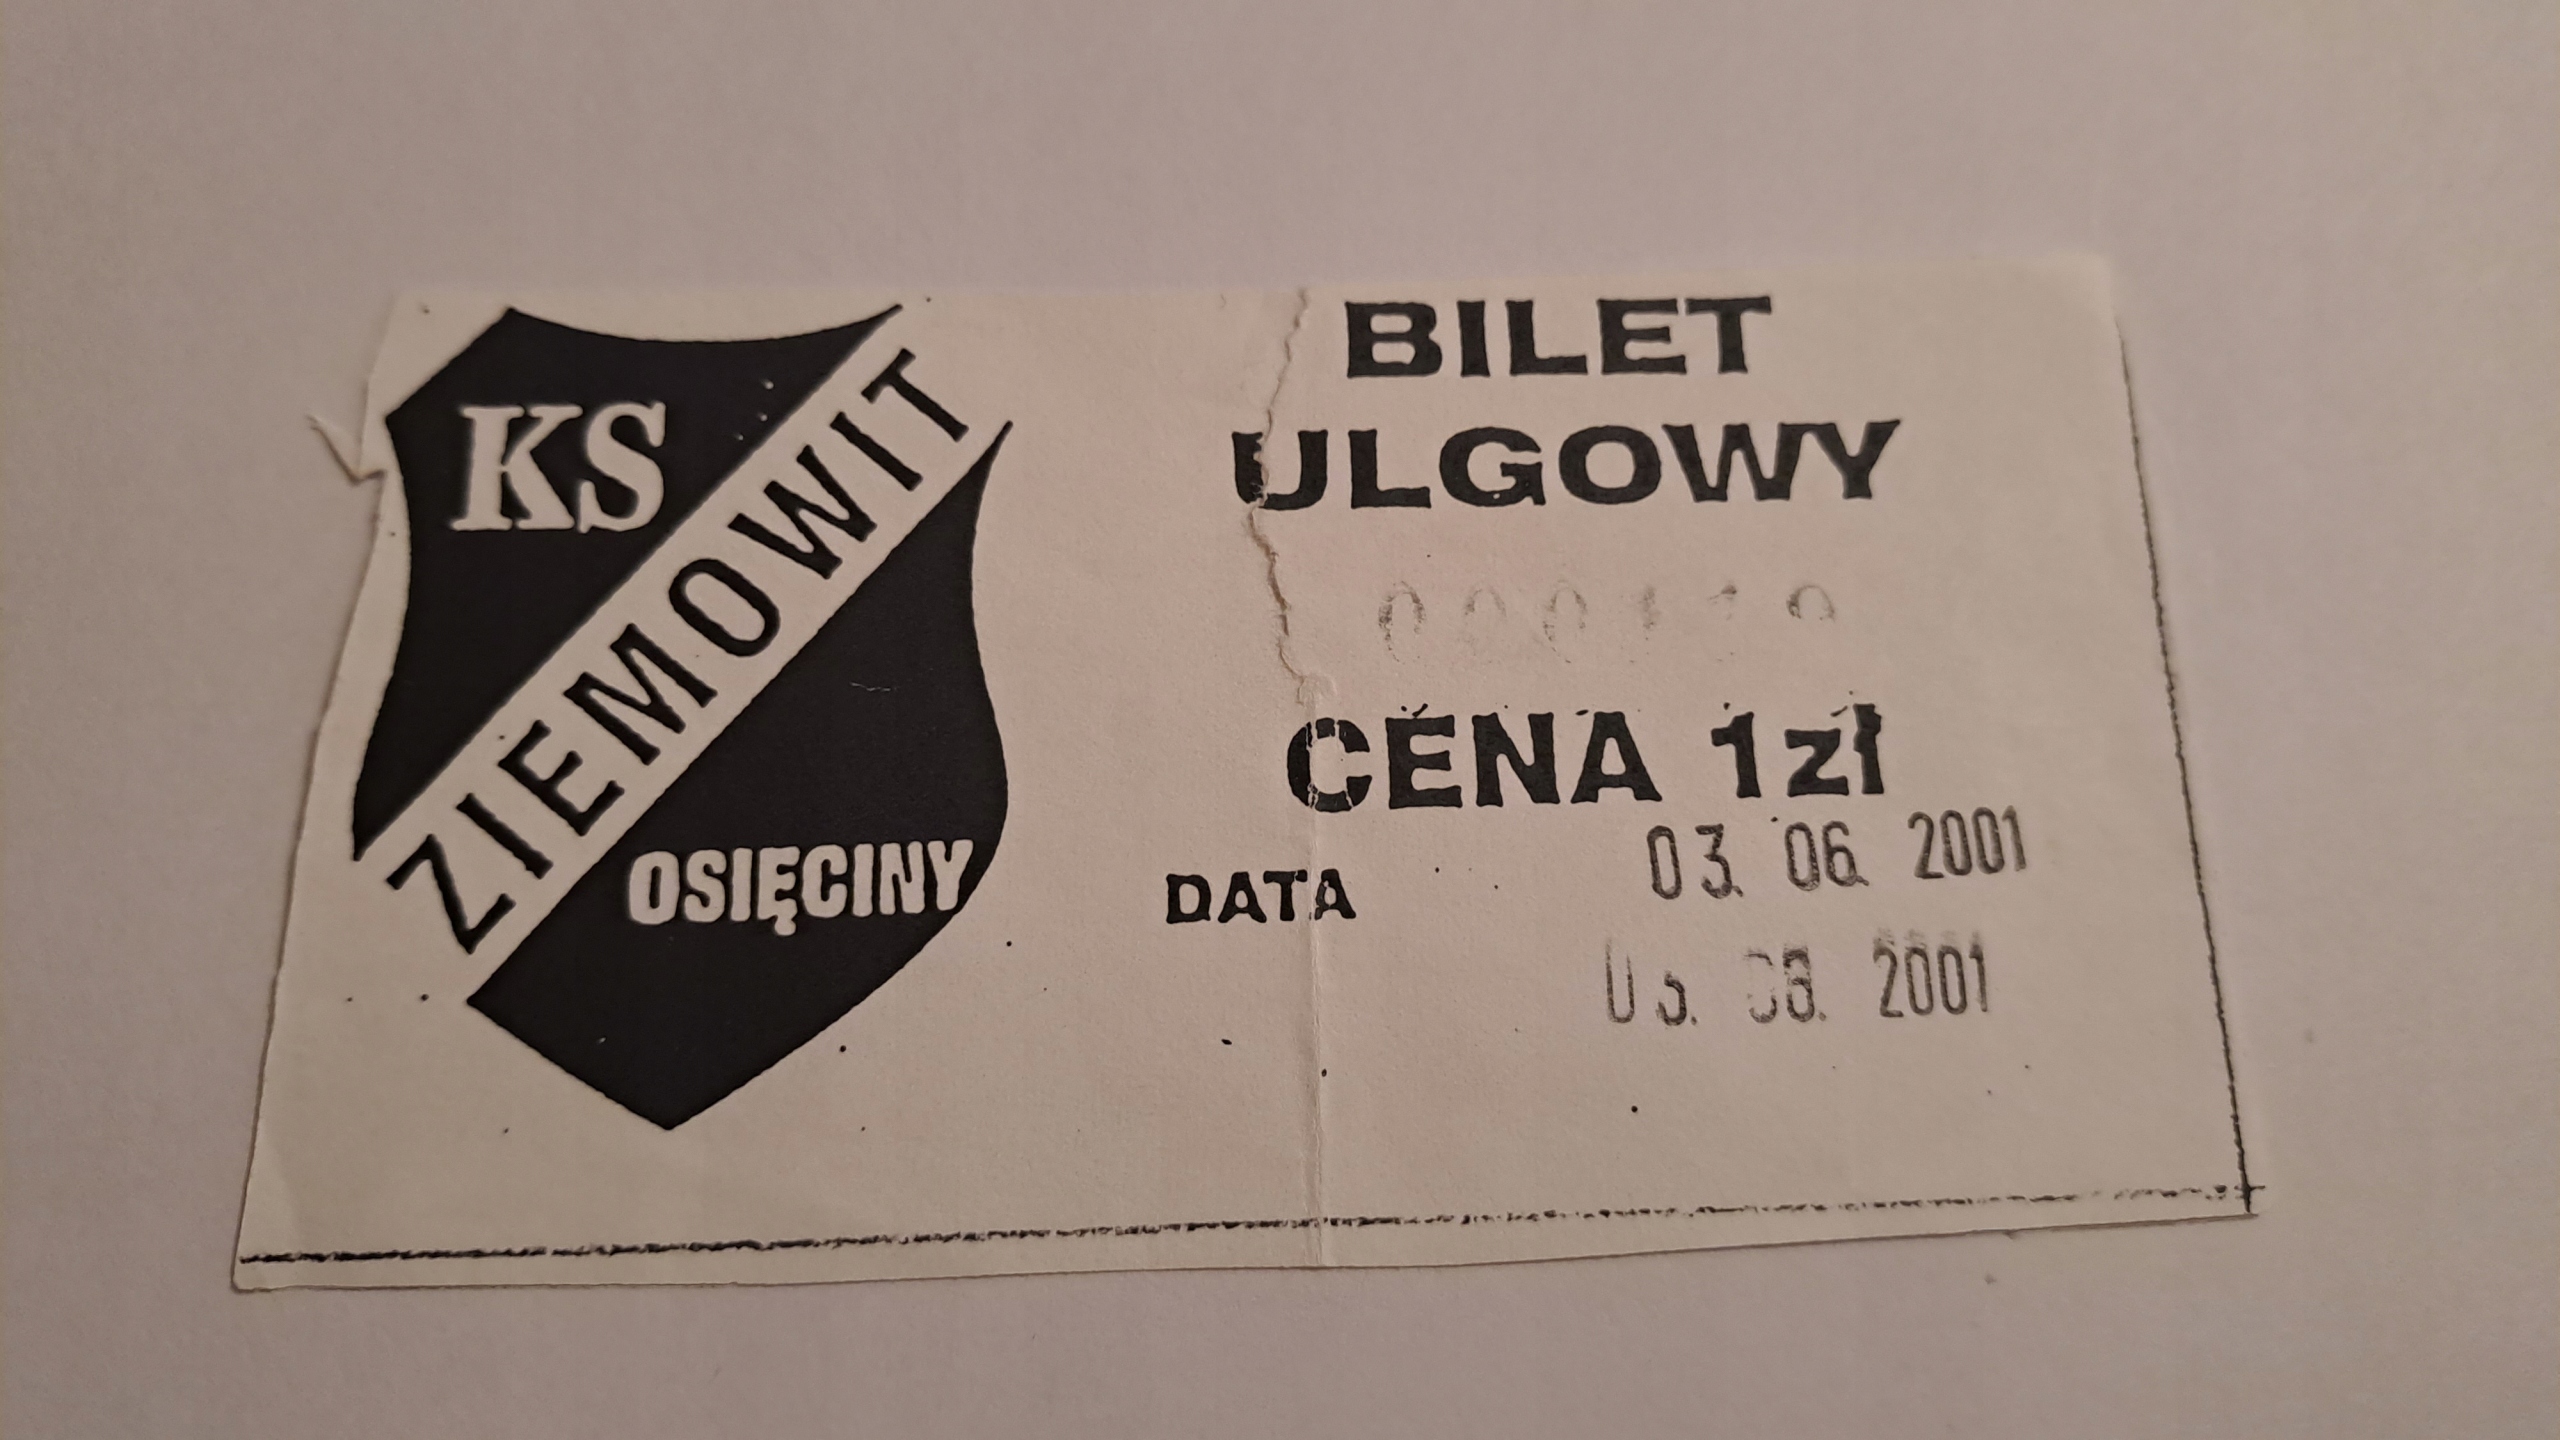 KS
ZIEMOWIT
OSIĘCINY
BILET
ULGOWY
CENA 1zł
DATA
03. 06. 2001
2001